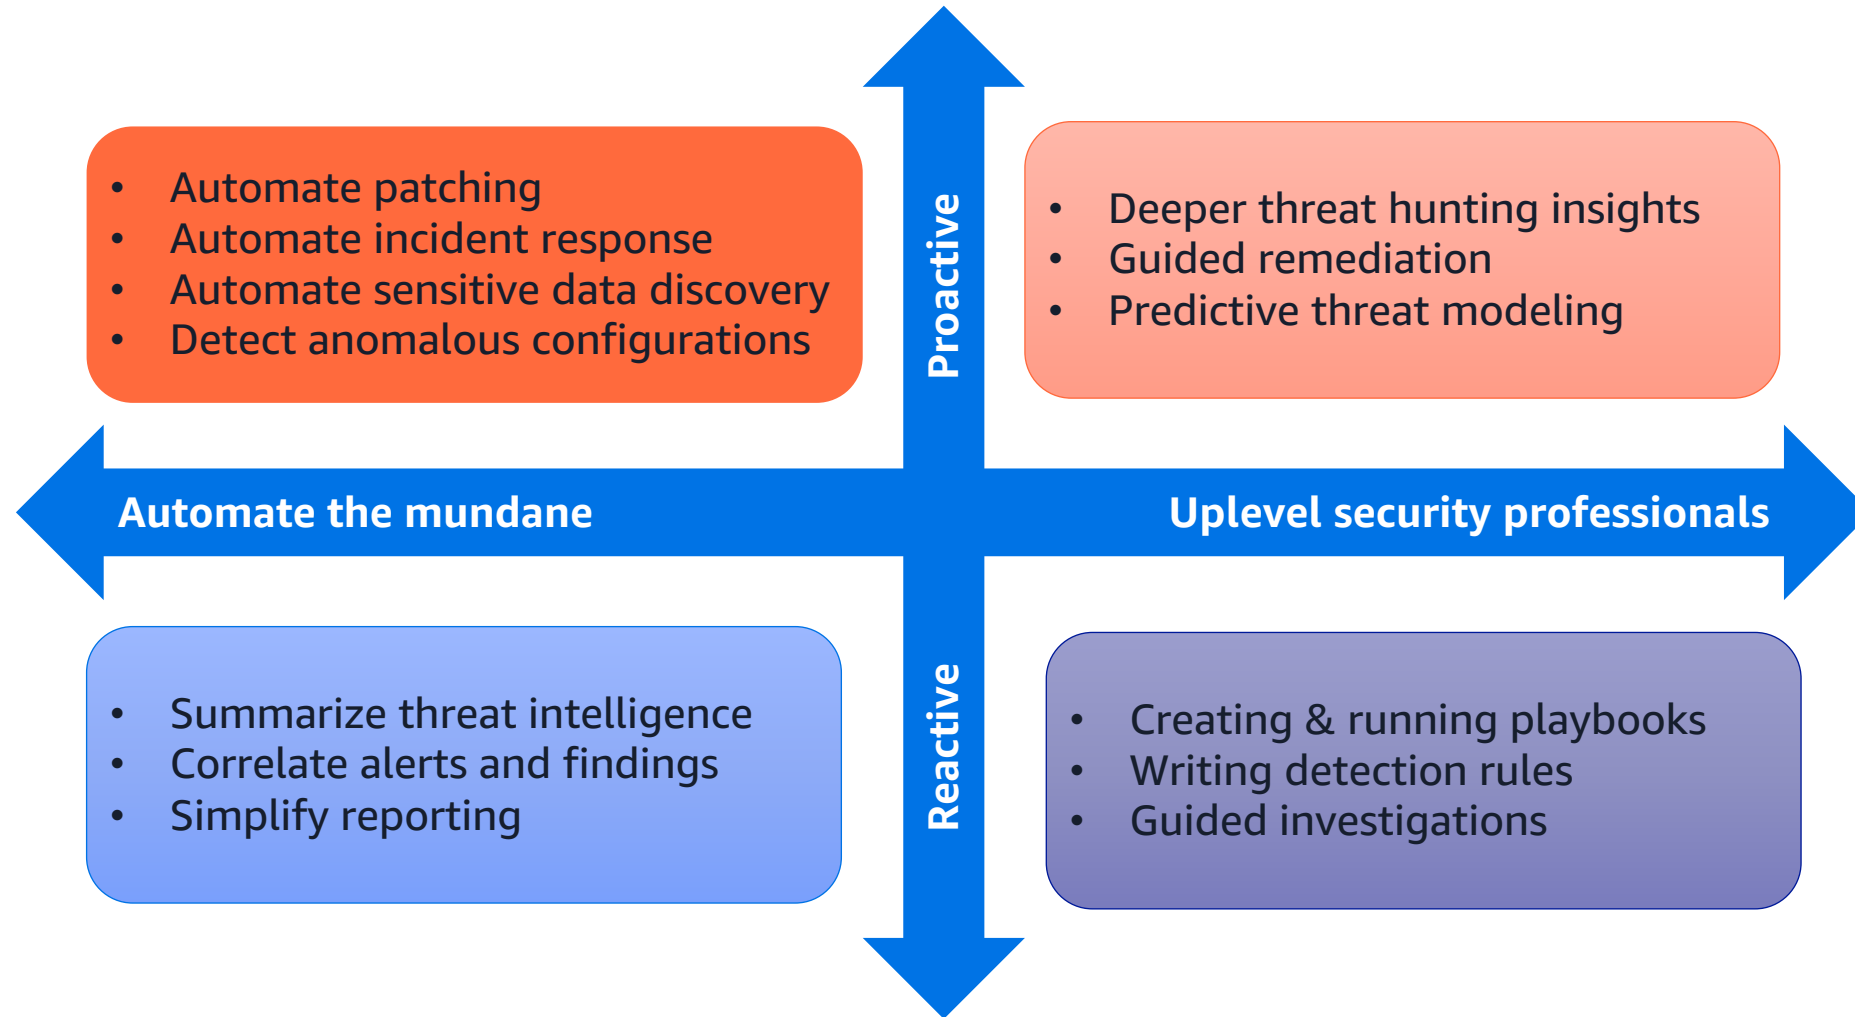 • Automate patching
• Automate incident response
• Automate sensitive data discovery
• Detect anomalous configurations
Proactive
• Deeper threat hunting insights
• Guided remediation
• Predictive threat modeling
Automate the mundane
Uplevel security professionals
• Summarize threat intelligence
• Correlate alerts and findings
• Simplify reporting
Reactive
• Creating & running playbooks
• Writing detection rules
• Guided investigations